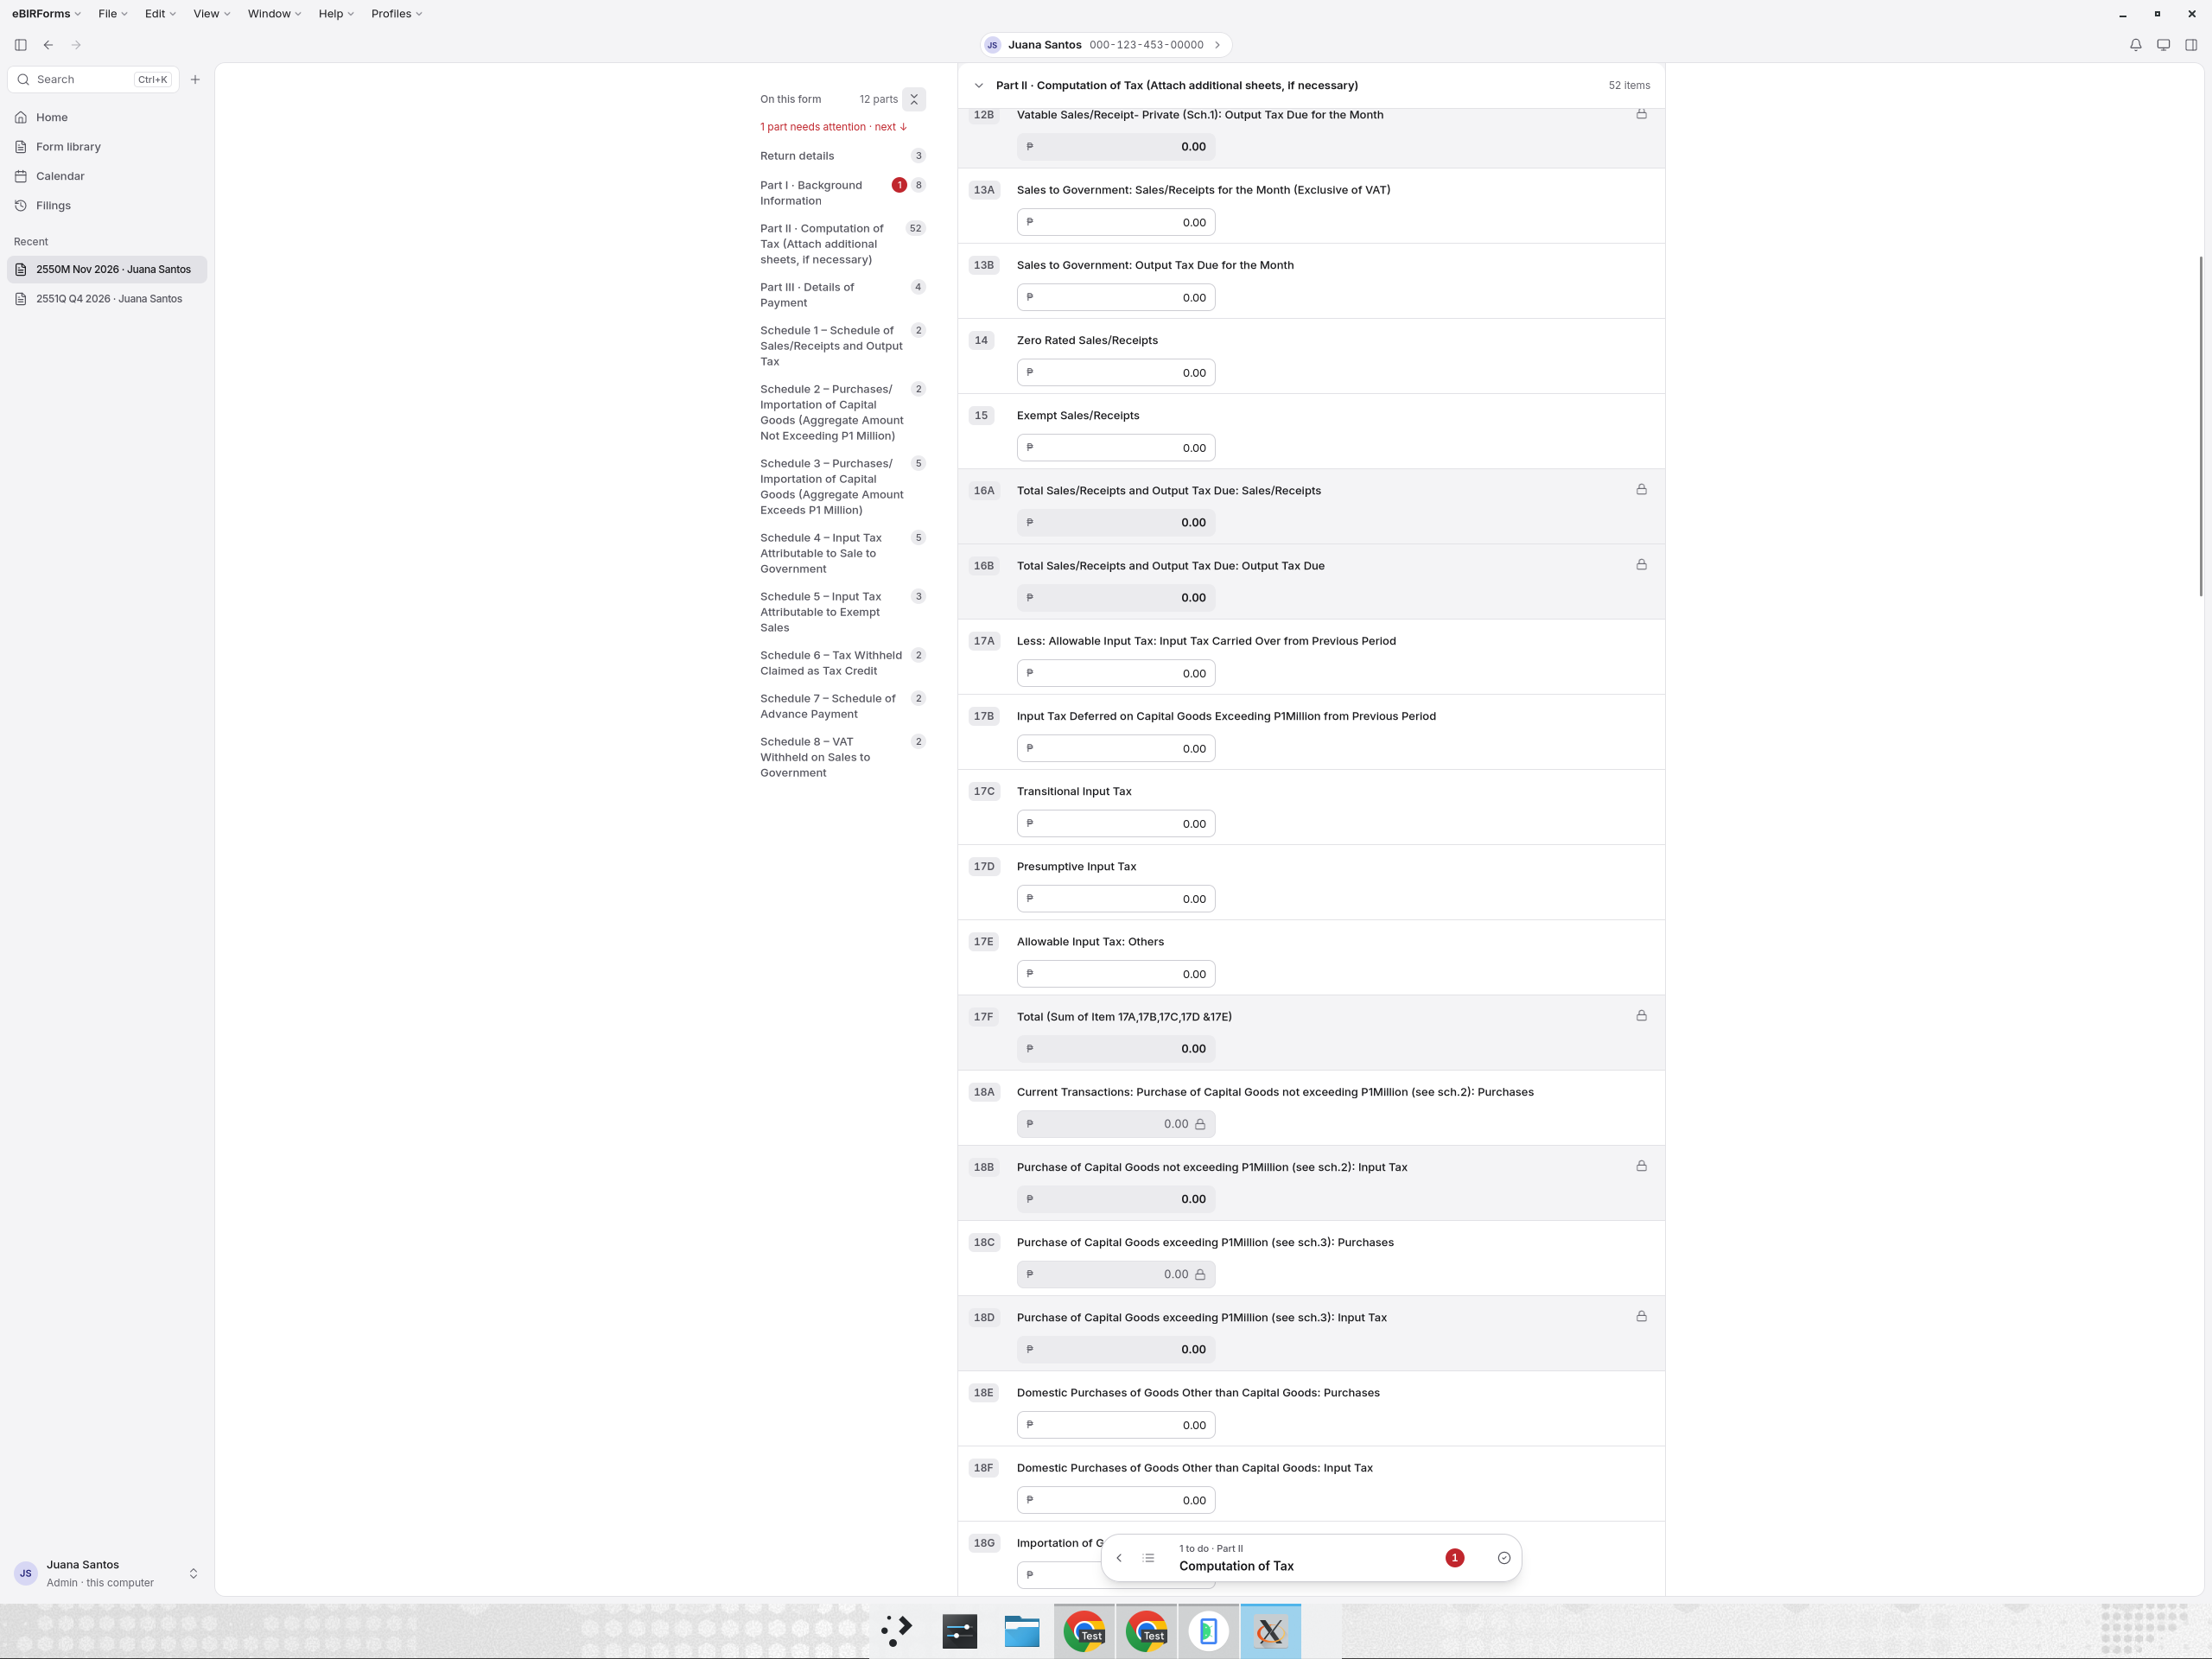 eBIRForms File Edit View Window Help Profiles
JS Juana Santos 000-123-453-00000
Search Ctrl+K
Home
Form library
Calendar
Filings
Recent
2550M Nov 2026 · Juana Santos
2551Q Q4 2026 · Juana Santos
JS Juana Santos
Admin · this computer
On this form 12 parts
1 part needs attention · next ↓
Return details 3
Part I · Background 1 8
Information
Part II · Computation of 52
Tax (Attach additional
sheets, if necessary)
Part III · Details of 4
Payment
Schedule 1 – Schedule of 2
Sales/Receipts and Output
Tax
Schedule 2 – Purchases/ 2
Importation of Capital
Goods (Aggregate Amount
Not Exceeding P1 Million)
Schedule 3 – Purchases/ 5
Importation of Capital
Goods (Aggregate Amount
Exceeds P1 Million)
Schedule 4 – Input Tax 5
Attributable to Sale to
Government
Schedule 5 – Input Tax 3
Attributable to Exempt
Sales
Schedule 6 – Tax Withheld 2
Claimed as Tax Credit
Schedule 7 – Schedule of 2
Advance Payment
Schedule 8 – VAT 2
Withheld on Sales to
Government
Part II · Computation of Tax (Attach additional sheets, if necessary) 52 items
12B Vatable Sales/Receipt- Private (Sch.1): Output Tax Due for the Month
₱ 0.00
13A Sales to Government: Sales/Receipts for the Month (Exclusive of VAT)
₱ 0.00
13B Sales to Government: Output Tax Due for the Month
₱ 0.00
14 Zero Rated Sales/Receipts
₱ 0.00
15 Exempt Sales/Receipts
₱ 0.00
16A Total Sales/Receipts and Output Tax Due: Sales/Receipts
₱ 0.00
16B Total Sales/Receipts and Output Tax Due: Output Tax Due
₱ 0.00
17A Less: Allowable Input Tax: Input Tax Carried Over from Previous Period
₱ 0.00
17B Input Tax Deferred on Capital Goods Exceeding P1Million from Previous Period
₱ 0.00
17C Transitional Input Tax
₱ 0.00
17D Presumptive Input Tax
₱ 0.00
17E Allowable Input Tax: Others
₱ 0.00
17F Total (Sum of Item 17A,17B,17C,17D &17E)
₱ 0.00
18A Current Transactions: Purchase of Capital Goods not exceeding P1Million (see sch.2): Purchases
₱ 0.00
18B Purchase of Capital Goods not exceeding P1Million (see sch.2): Input Tax
₱ 0.00
18C Purchase of Capital Goods exceeding P1Million (see sch.3): Purchases
₱ 0.00
18D Purchase of Capital Goods exceeding P1Million (see sch.3): Input Tax
₱ 0.00
18E Domestic Purchases of Goods Other than Capital Goods: Purchases
₱ 0.00
18F Domestic Purchases of Goods Other than Capital Goods: Input Tax
₱ 0.00
18G Importation of
₱
1 to do · Part II
Computation of Tax 1
Test Test